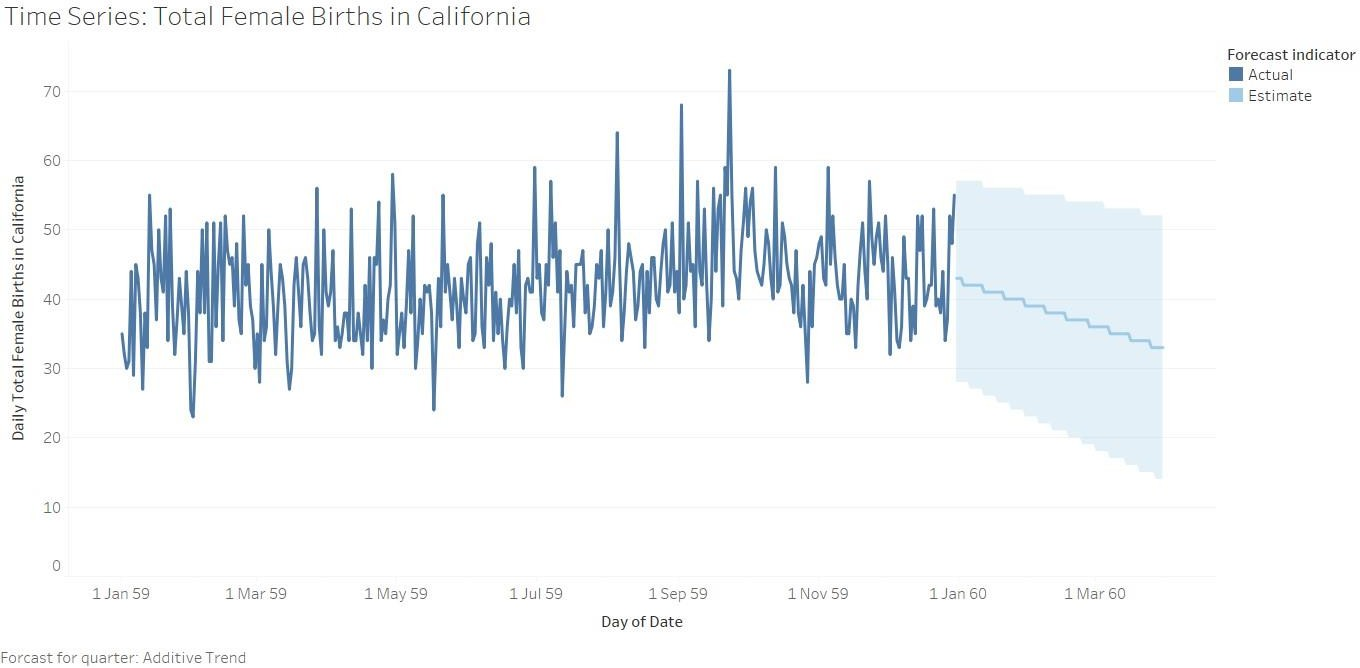 Time Series: Total Female Births in California
Forecast indicator
Actual
Estimate
Daily Total Female Births in California
70
60
50
40
30
20
10
0
1 Jan 59
1 Mar 59
1 May 59
1 Jul 59
1 Sep 59
1 Nov 59
1 Jan 60
1 Mar 60
Day of Date
Forcast for quarter: Additive Trend